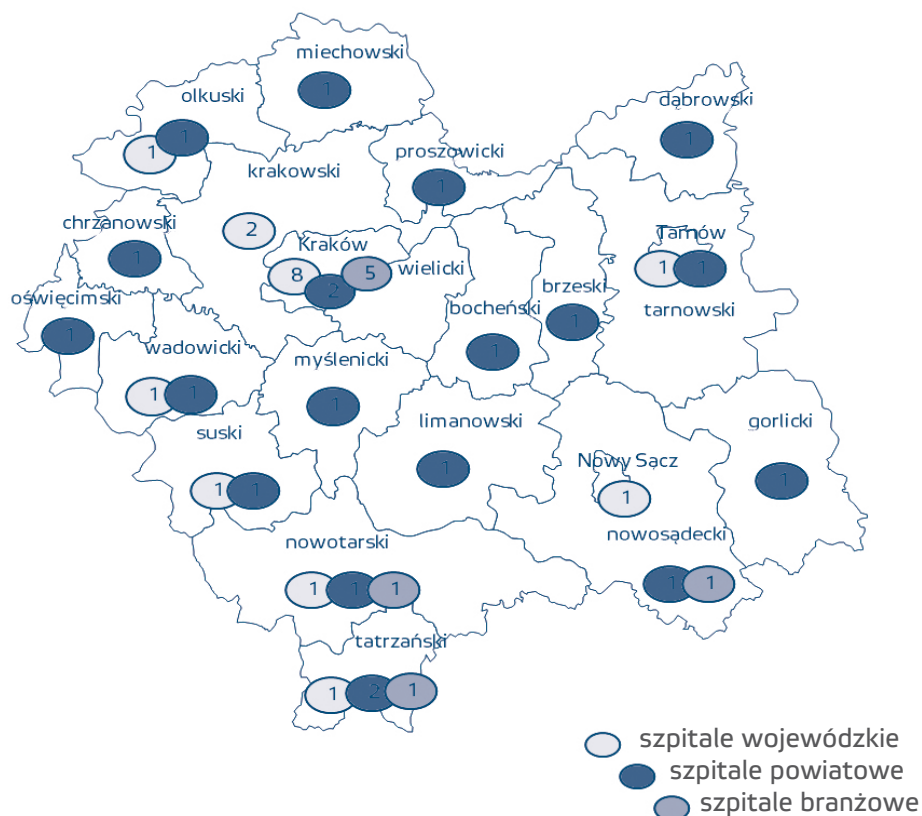 miechowski
1
olkuski
1
1
dąbrowski
1
proszowicki
1
krakowski
2
chrzanowski
1
Kraków
8
2
5
wielicki
Tarnów
1
1
tarnowski
oświęcimski
1
bocheński
1
brzeski
1
wadowicki
1
1
myślenicki
1
limanowski
1
gorlicki
1
suski
1
1
Nowy Sącz
1
nowosądecki
1
1
nowotarski
1
1
1
tatrzański
1
2
1
szpitale wojewódzkie
szpitale powiatowe
szpitale branżowe